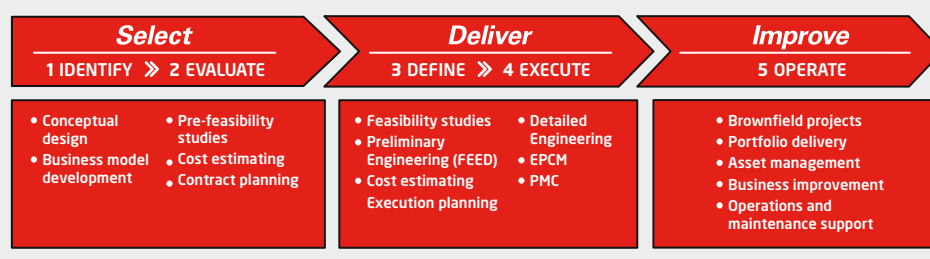 Select
1 IDENTIFY » 2 EVALUATE
• Conceptual
design
• Business model
development
• Pre-feasibility
studies
• Cost estimating
• Contract planning
Deliver
3 DEFINE » 4 EXECUTE
• Feasibility studies
• Preliminary
Engineering (FEED)
• Cost estimating
Execution planning
• Detailed
Engineering
• EPCM
• PMC
Improve
5 OPERATE
• Brownfield projects
• Portfolio delivery
• Asset management
• Business improvement
• Operations and
maintenance support